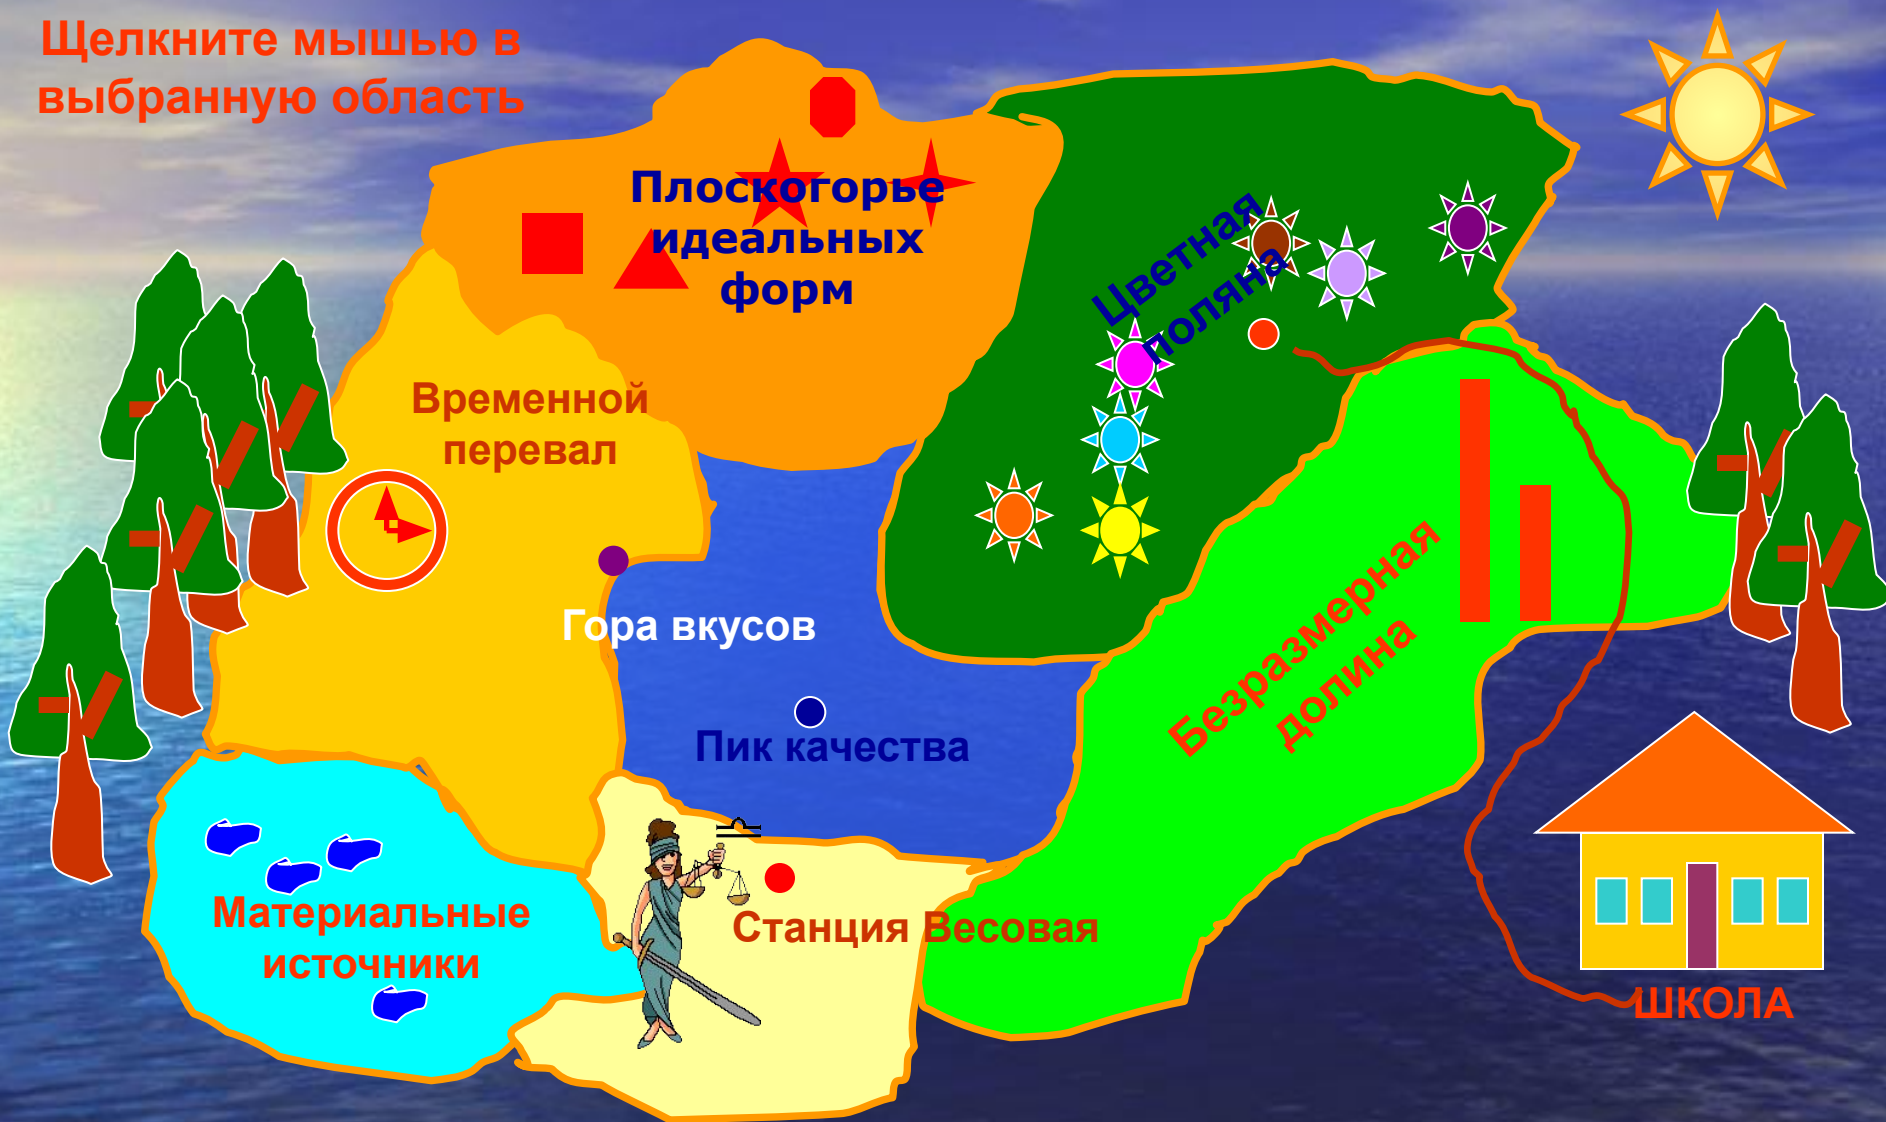 Щелкните мышью в
выбранную область
Плоскогорье
идеальных
форм
Цветная
поляна
Временной
перевал
Гора вкусов
Пик качества
Безразмерная
долина
Материальные
источники
Станция Весовая
ШКОЛА